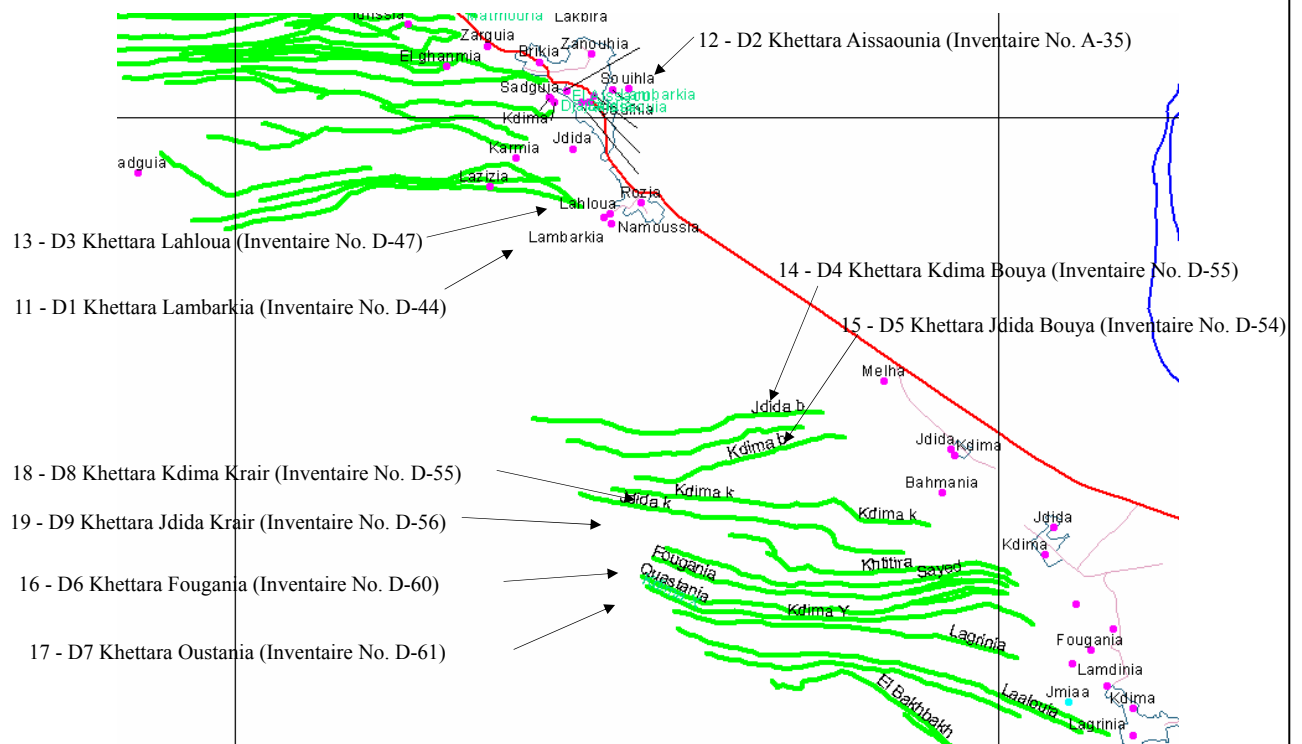 Matmouria
Lakbira
Zarguia
Zanouhia
Brikia
El ghanmia
12 - D2 Khettara Aissaounia (Inventaire No. A-35)
Souihla
Sadguia
Lambarkia
Kdima
Jdida
Karmia
adguia
Lazizia
Rozia
Lahloua
Namoussia
Lambarkia
13 - D3 Khettara Lahloua (Inventaire No. D-47)
14 - D4 Khettara Kdima Bouya (Inventaire No. D-55)
11 - D1 Khettara Lambarkia (Inventaire No. D-44)
15 - D5 Khettara Jdida Bouya (Inventaire No. D-54)
Melha
Jdida b
Kdima b
Jdida
Kdima
18 - D8 Khettara Kdima Krair (Inventaire No. D-55)
Kdima k
Jdida k
Bahmania
Kdima k
19 - D9 Khettara Jdida Krair (Inventaire No. D-56)
Jdida
Kdima
Fougania
Khtitira
Sayed
16 - D6 Khettara Fougania (Inventaire No. D-60)
Oustania
Kdima Y
Lagrinia
Fougania
17 - D7 Khettara Oustania (Inventaire No. D-61)
Lamdinia
El Bakhbakh
Laalouia
Jmiaa
Kdima
Lagrinia